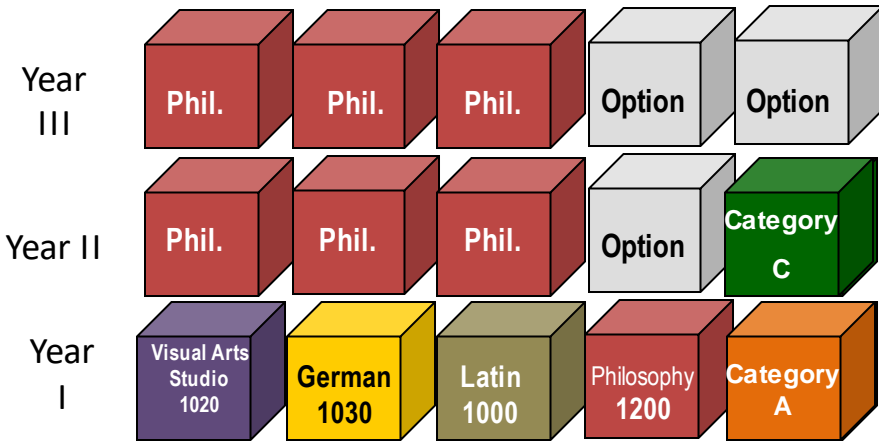 Year
III
Phil.
Phil.
Phil.
Option
Option
Year II
Phil.
Phil.
Phil.
Option
Category
C
Year
I
Visual Arts
Studio
1020
German
1030
Latin
1000
Philosophy
1200
Category
A